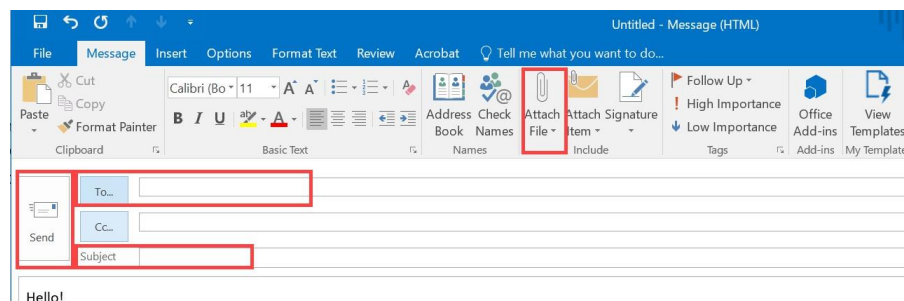 Untitled - Message (HTML)
File Message Insert Options Format Text Review Acrobat Tell me what you want to do...
Cut
Copy
Format Painter
Paste
Clipboard
Calibri (Bo 11 A A
B I U aby A
Basic Text
Address Book
Check Names
Names
Attach File
Attach Item
Signature
Include
Follow Up
High Importance
Low Importance
Tags
Office Add-ins
Add-ins
View Templates
My Template
Send
To...
Cc...
Subject
Hello!